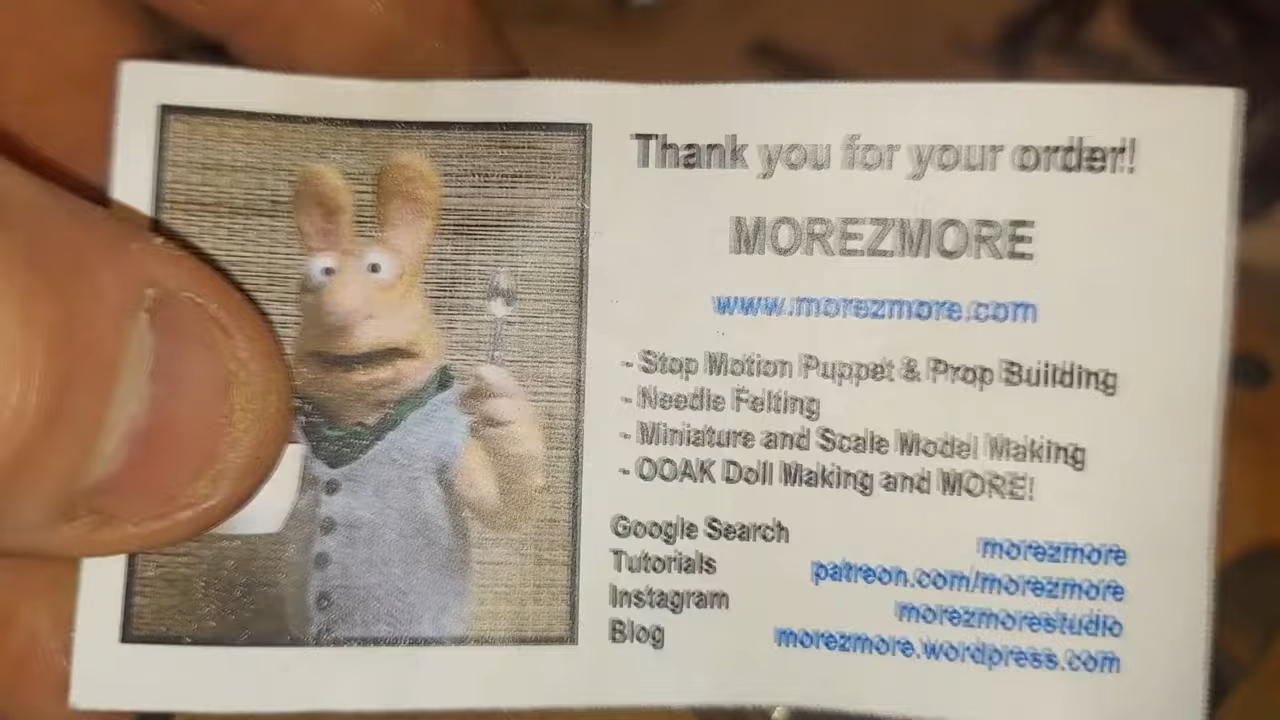 Thank you for your order!
MOREZMORE
www.morezmore.com
- Stop Motion Puppet & Prop Building
- Needle Felting
- Miniature and Scale Model Making
- OOAK Doll Making and MORE!
Google Search morezmore
Tutorials patreon.com/morezmore
Instagram morezmorestudio
Blog morezmore.wordpress.com